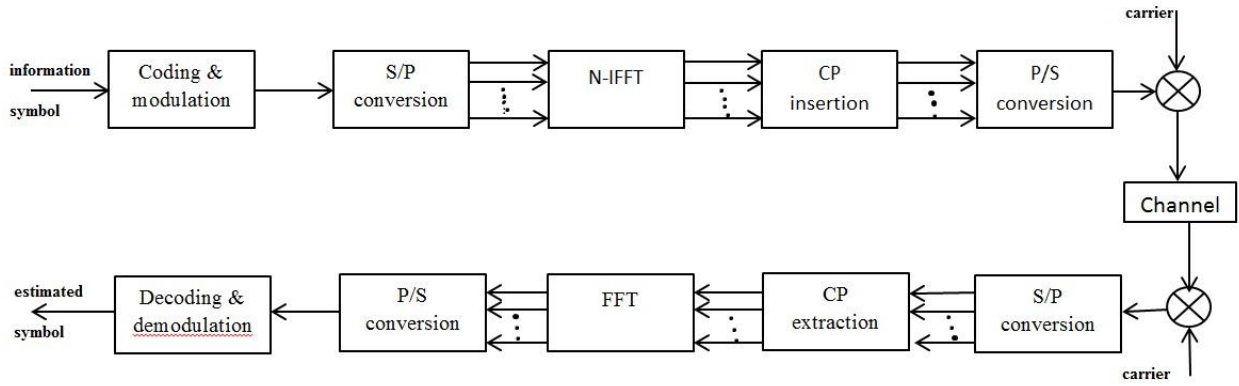 carrier
information
symbol
Coding &
modulation
S/P
conversion
N-IFFT
CP
insertion
P/S
conversion
Channel
estimated
symbol
Decoding &
demodulation
P/S
conversion
FFT
CP
extraction
S/P
conversion
carrier